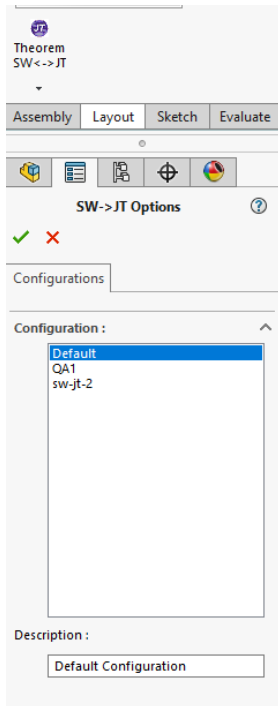 JT
Theorem
SW<->JT
Assembly Layout Sketch Evaluate
SW->JT Options ?
Configurations
Configuration :
Default
QA1
sw-jt-2
Description :
Default Configuration